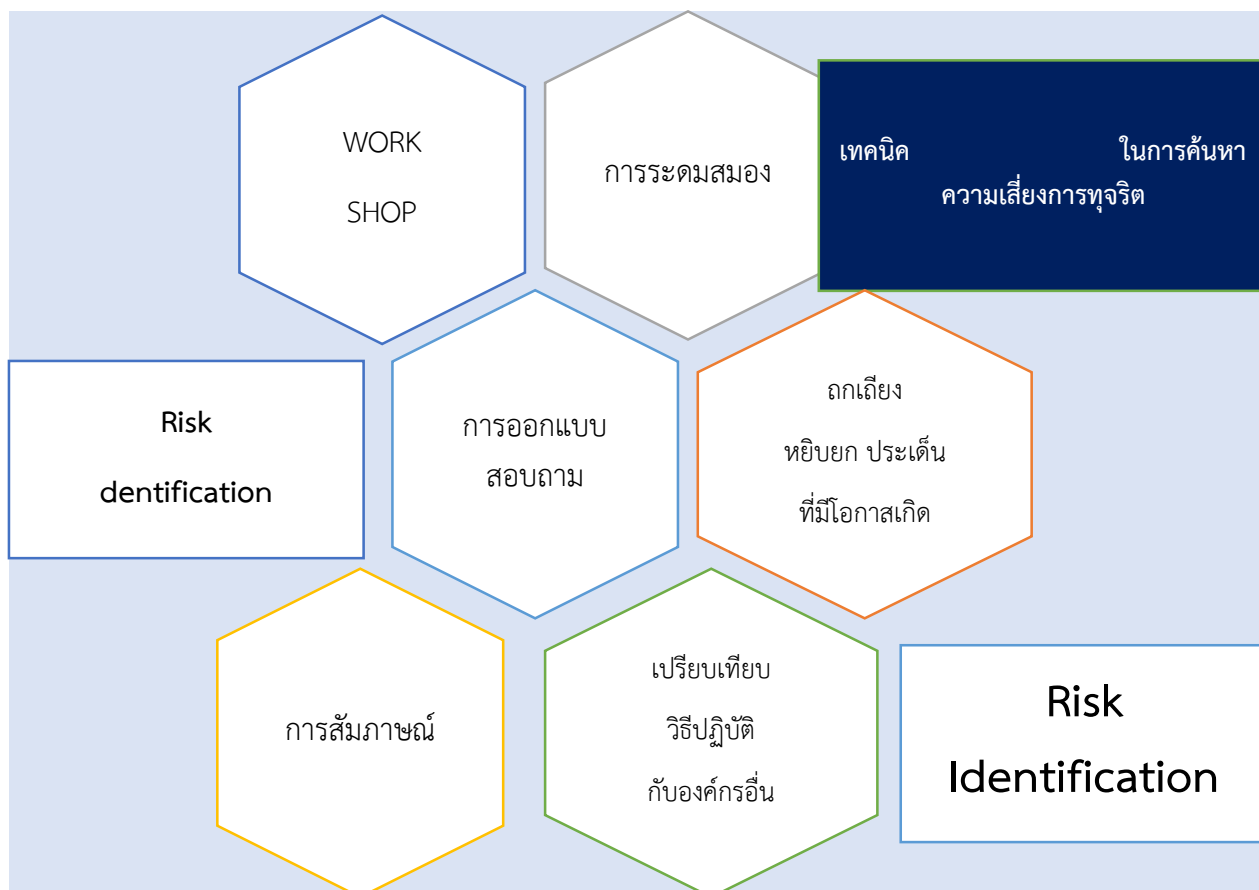 WORK
SHOP
การระดมสมอง
เทคนิค ในการค้นหา
ความเสี่ยงการทุจริต
Risk
dentification
การออกแบบ
สอบถาม
ถกเถียง
หยิบยก ประเด็น
ที่มีโอกาสเกิด
การสัมภาษณ์
เปรียบเทียบ
วิธีปฏิบัติ
กับองค์กรอื่น
Risk
Identification